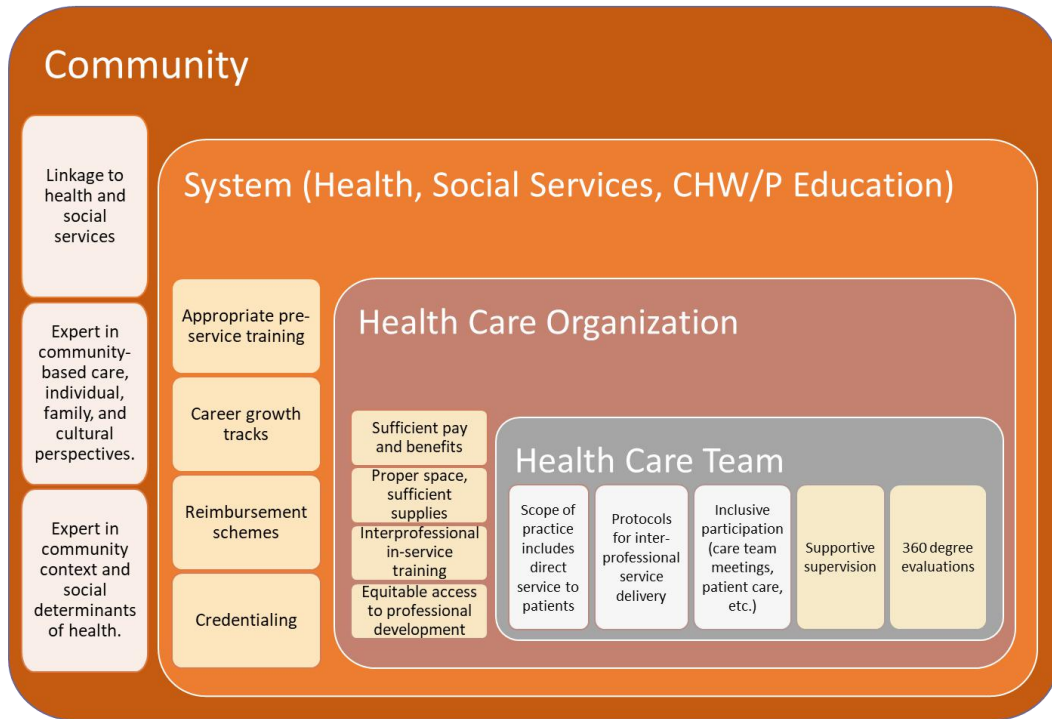 Community
Linkage to
health and
social
services
Expert in
community-
based care,
individual,
family, and
cultural
perspectives.
Expert in
community
context and
social
determinants
of health.
System (Health, Social Services, CHW/P Education)
Appropriate pre-
service training
Career growth
tracks
Reimbursement
schemes
Credentialing
Health Care Organization
Sufficient pay
and benefits
Proper space,
sufficient
supplies
Interprofessional
in-service
training
Equitable access
to professional
development
Health Care Team
Scope of
practice
includes
direct
service to
patients
Protocols
for inter-
professional
service
delivery
Inclusive
participation
(care team
meetings,
patient care,
etc.)
Supportive
supervision
360 degree
evaluations